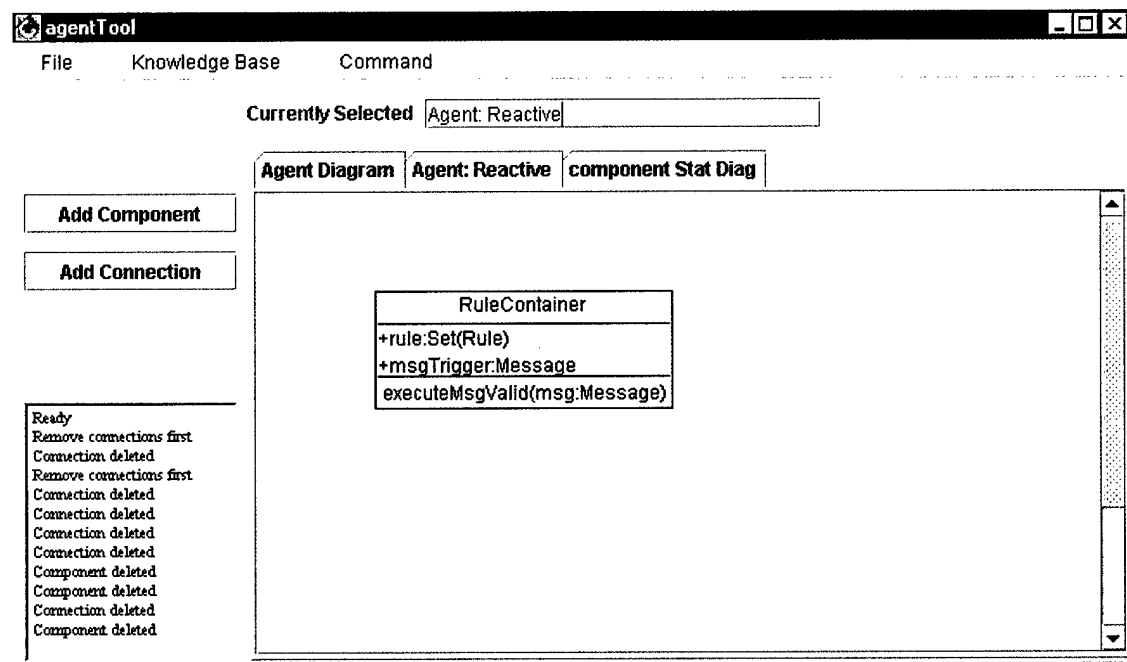 agentTool
File Knowledge Base Command
Currently Selected Agent: Reactive
Agent Diagram Agent: Reactive component Stat Diag
Add Component
Add Connection
RuleContainer
+rule:Set(Rule)
+msgTrigger:Message
executeMsgValid(msg:Message)
Ready
Remove connections first
Connection deleted
Remove connections first
Connection deleted
Connection deleted
Connection deleted
Connection deleted
Component deleted
Component deleted
Connection deleted
Component deleted